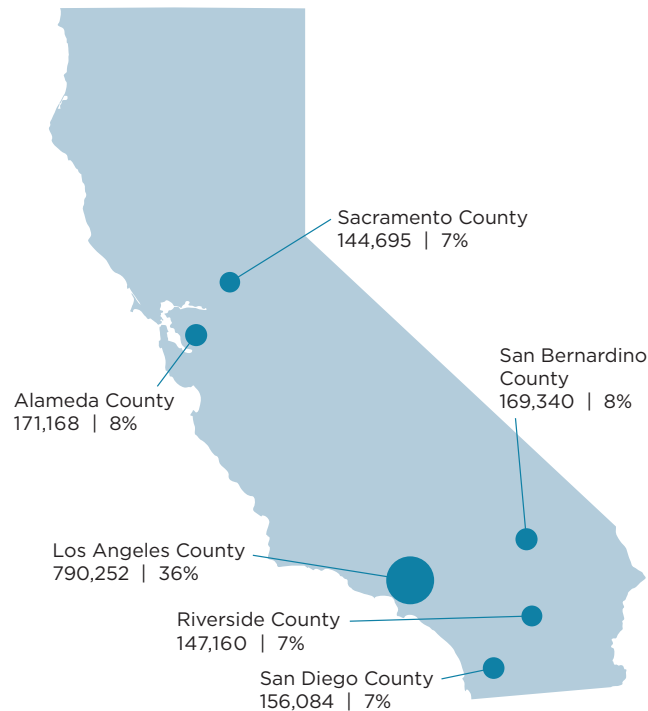 Sacramento County
144,695 | 7%
San Bernardino
County
169,340 | 8%
Alameda County
171,168 | 8%
Los Angeles County
790,252 | 36%
Riverside County
147,160 | 7%
San Diego County
156,084 | 7%